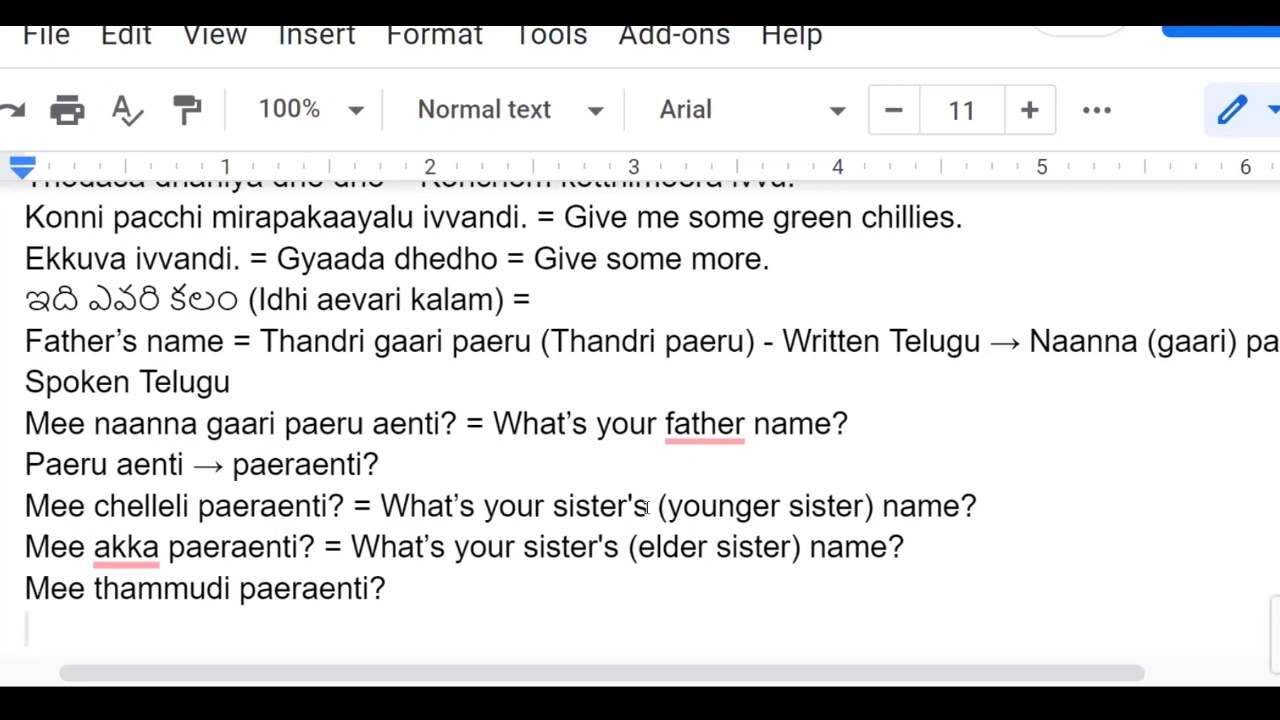 File Edit View Insert Format Tools Add-ons Help
100% Normal text Arial 11
1 2 3 4 5 6
Konni pacchi mirapakaayalu ivvandi. = Give me some green chillies.
Ekkuva ivvandi. = Gyaada dhedho = Give some more.
ఇది ఎవరి కలం (Idhi aevari kalam) =
Father’s name = Thandri gaari paeru (Thandri paeru) - Written Telugu → Naanna (gaari) pa
Spoken Telugu
Mee naanna gaari paeru aenti? = What’s your father name?
Paeru aenti → paeraenti?
Mee chelleli paeraenti? = What’s your sister's (younger sister) name?
Mee akka paeraenti? = What’s your sister's (elder sister) name?
Mee thammudi paeraenti?